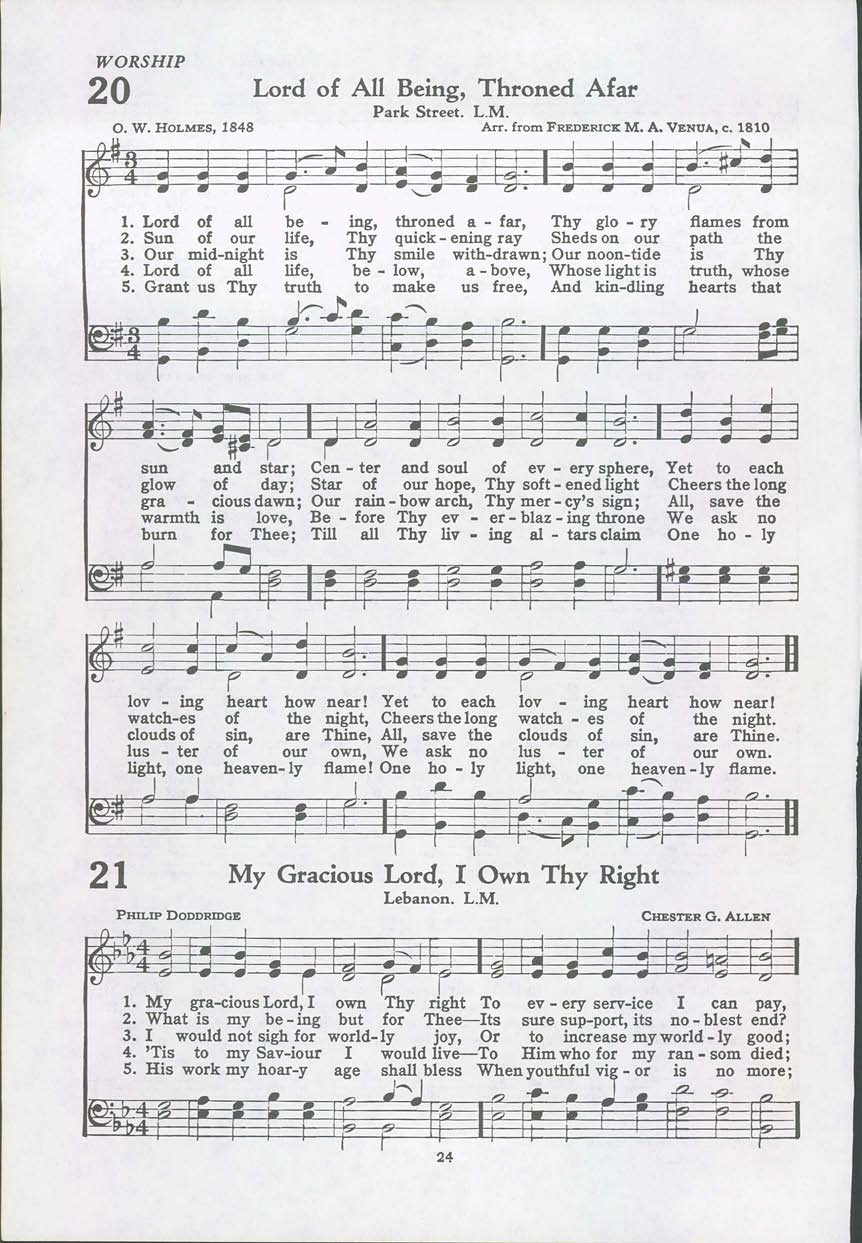 WORSHIP
20 Lord of All Being, Throned Afar
Park Street. L.M.
O. W. HOLMES, 1848 Arr. from FREDERICK M. A. VENUA, c. 1810
1. Lord of all be - ing, throned a - far, Thy glo - ry flames from
2. Sun of our life, Thy quick - ening ray Sheds on our path the
3. Our mid-night is Thy smile with-drawn; Our noon-tide is Thy
4. Lord of all life, be - low, a - bove, Whose light is truth, whose
5. Grant us Thy truth to make us free, And kin-dling hearts that
sun and star; Cen - ter and soul of ev - ery sphere, Yet to each
glow of day; Star of our hope, Thy soft - ened light Cheers the long
gra - cious dawn; Our rain - bow arch, Thy mer - cy's sign; All, save the
warmth is love, Be - fore Thy ev - er - blaz - ing throne We ask no
burn for Thee; Till all Thy liv - ing al - tars claim One ho - ly
lov - ing heart how near! Yet to each lov - ing heart how near!
watch-es of the night, Cheers the long watch - es of the night.
clouds of sin, are Thine, All, save the clouds of sin, are Thine.
lus - ter of our own, We ask no lus - ter of our own.
light, one heaven - ly flame! One ho - ly light, one heaven - ly flame.
21 My Gracious Lord, I Own Thy Right
Lebanon. L.M.
PHILIP DODDRIDGE CHESTER G. ALLEN
1. My gra-cious Lord, I own Thy right To ev - ery serv-ice I can pay,
2. What is my be - ing but for Thee—Its sure sup-port, its no - blest end?
3. I would not sigh for world-ly joy, Or to increase my world - ly good;
4. 'Tis to my Sav-iour I would live—To Him who for my ran - som died;
5. His work my hoar-y age shall bless When youthful vig - or is no more;
24